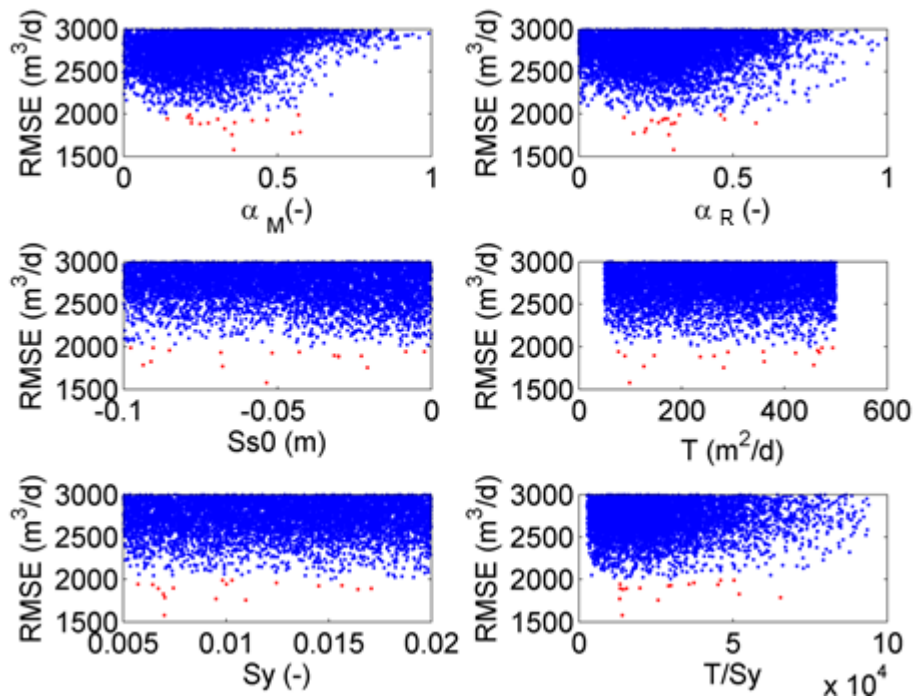 3000
2500
2000
1500
RMSE (m³/d)
0 0.5 1
α M(-)
3000
2500
2000
1500
RMSE (m³/d)
0 0.5 1
α R (-)
3000
2500
2000
1500
RMSE (m³/d)
-0.1 -0.05 0
Ss0 (m)
3000
2500
2000
1500
RMSE (m³/d)
0 200 400 600
T (m²/d)
3000
2500
2000
1500
RMSE (m³/d)
0.005 0.01 0.015 0.02
Sy (-)
3000
2500
2000
1500
RMSE (m³/d)
0 5 10
T/Sy
x 10⁴